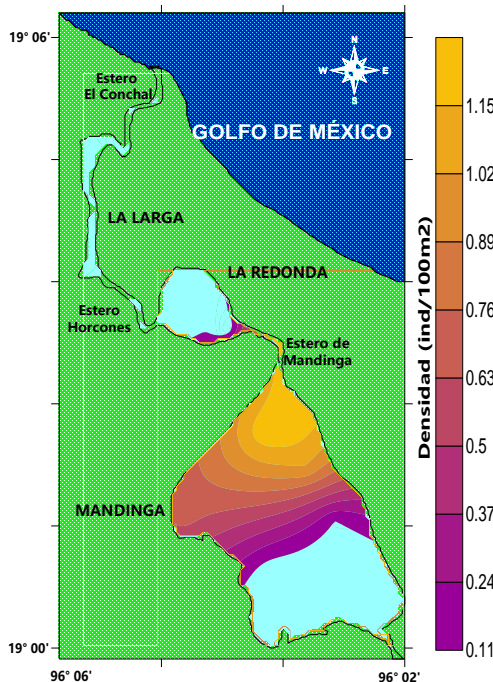 19° 06'
Estero
El Conchal
N
W
E
S
GOLFO DE MÉXICO
LA LARGA
LA REDONDA
Estero
Horcones
Estero de
Mandinga
MANDINGA
19° 00'
96° 06'
96° 02'
Densidad (ind/100m2)
1.15
1.02
0.89
0.76
0.63
0.5
0.37
0.24
0.11